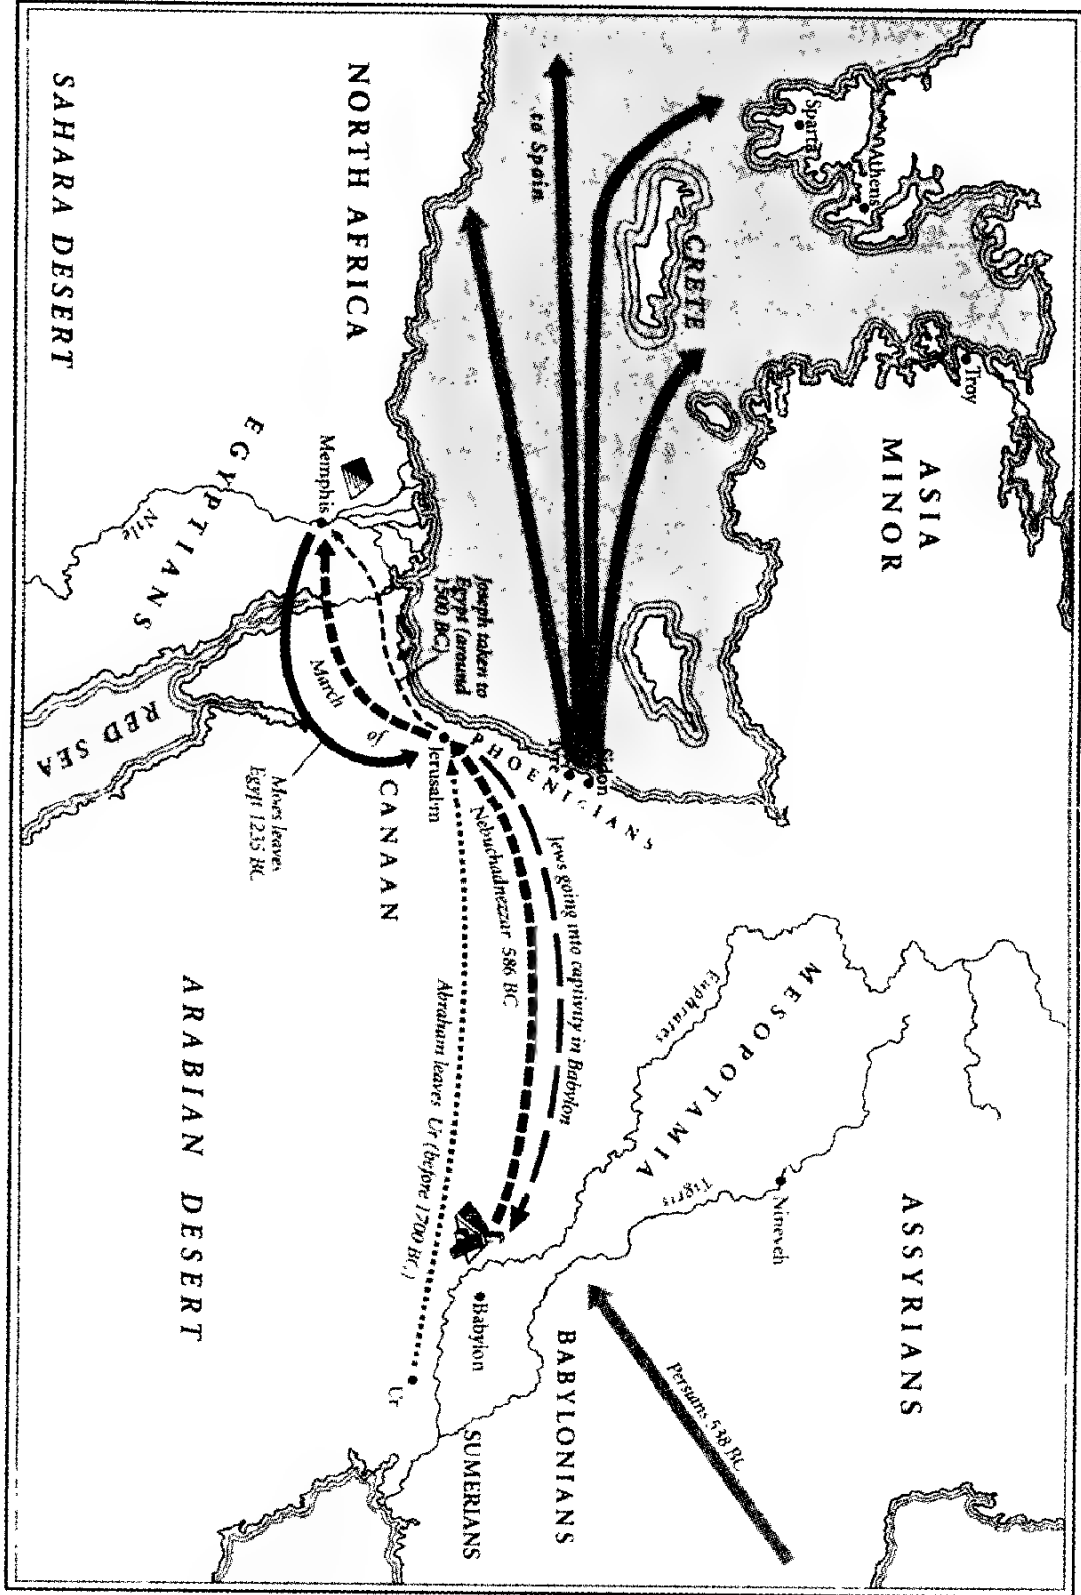 Sparta
Athens
Troy
ASIA
MINOR
CRETE
to Spain
NORTH AFRICA
SAHARA DESERT
EGYPTIANS
Memphis
Nile
RED SEA
Joseph taken to
Egypt (around
1500 BC)
March of
Nebuchadnezzar 586 BC
Moses leaves
Egypt 1235 BC
Jerusalem
CANAAN
PHOENICIANS
Sidon
Tyre
Jews going into captivity in Babylon
Abraham leaves Ur (before 1700 BC)
ARABIAN DESERT
MESOPOTAMIA
Euphrates
Tigris
Nineveh
ASSYRIANS
Persians 538 BC
BABYLONIANS
Babylon
SUMERIANS
Ur